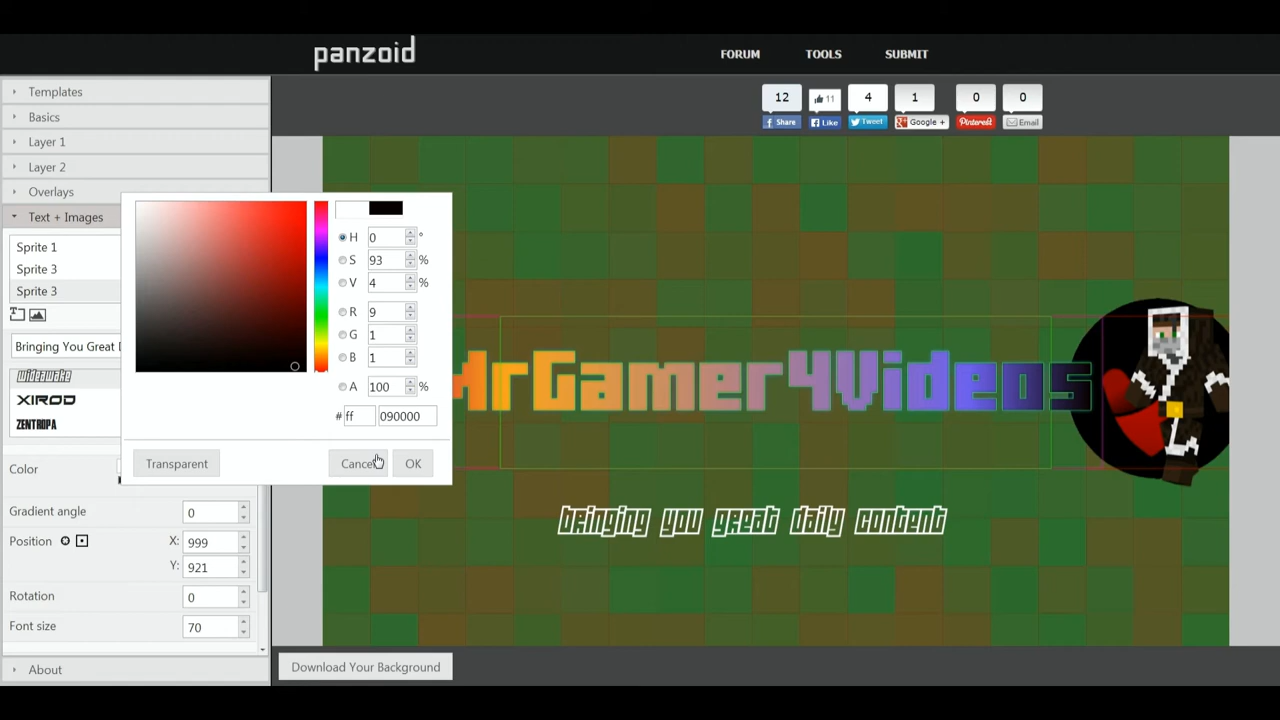 panzoid
FORUM TOOLS SUBMIT
12 11 4 1 0 0
Share Like Tweet Google + Pinterest Email
Templates
Basics
Layer 1
Layer 2
Overlays
Text + Images
Sprite 1
Sprite 3
Sprite 3
Bringing You Great
WIDEAWAKE
XIROD
ZENTROPA
Color
Gradient angle 0
Position X: 999
Y: 921
Rotation 0
Font size 70
About
H 0 °
S 93 %
V 4 %
R 9
G 1
B 1
A 100 %
# ff 090000
Transparent Cancel OK
MrGamer4Videos
bringing you great daily content
Download Your Background